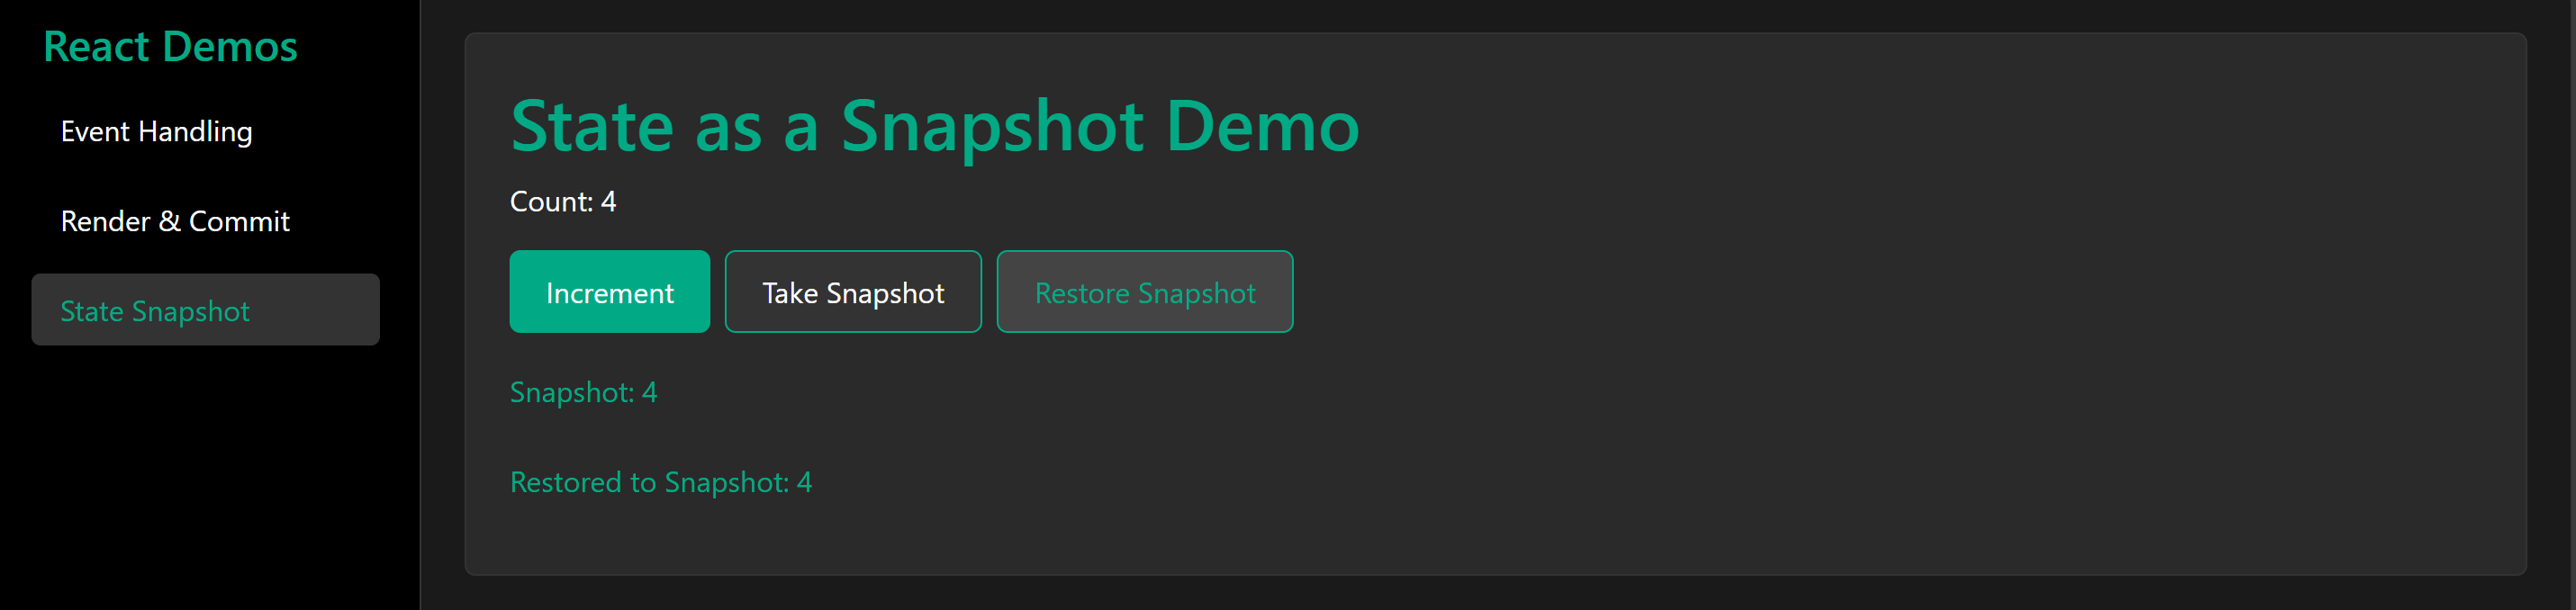 React Demos
Event Handling
Render & Commit
State Snapshot
State as a Snapshot Demo
Count: 4
Increment Take Snapshot Restore Snapshot
Snapshot: 4
Restored to Snapshot: 4